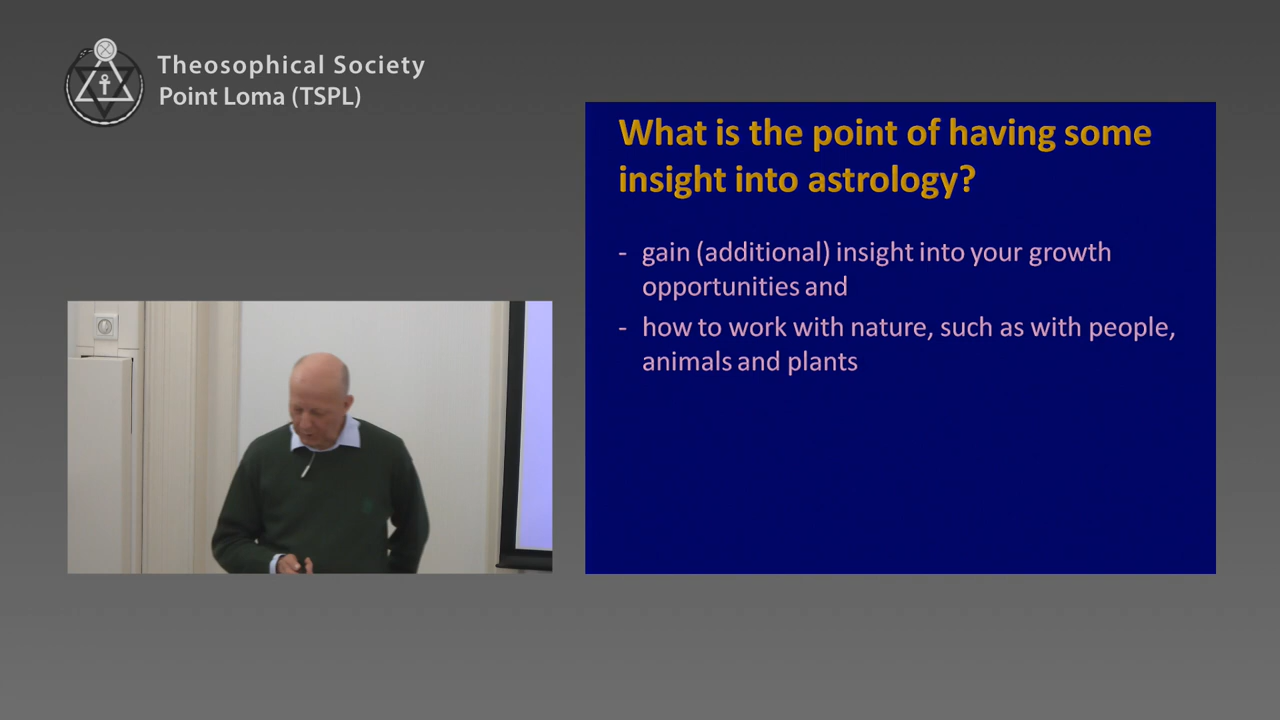 Theosophical Society
Point Loma (TSPL)
What is the point of having some
insight into astrology?
- gain (additional) insight into your growth
opportunities and
- how to work with nature, such as with people,
animals and plants